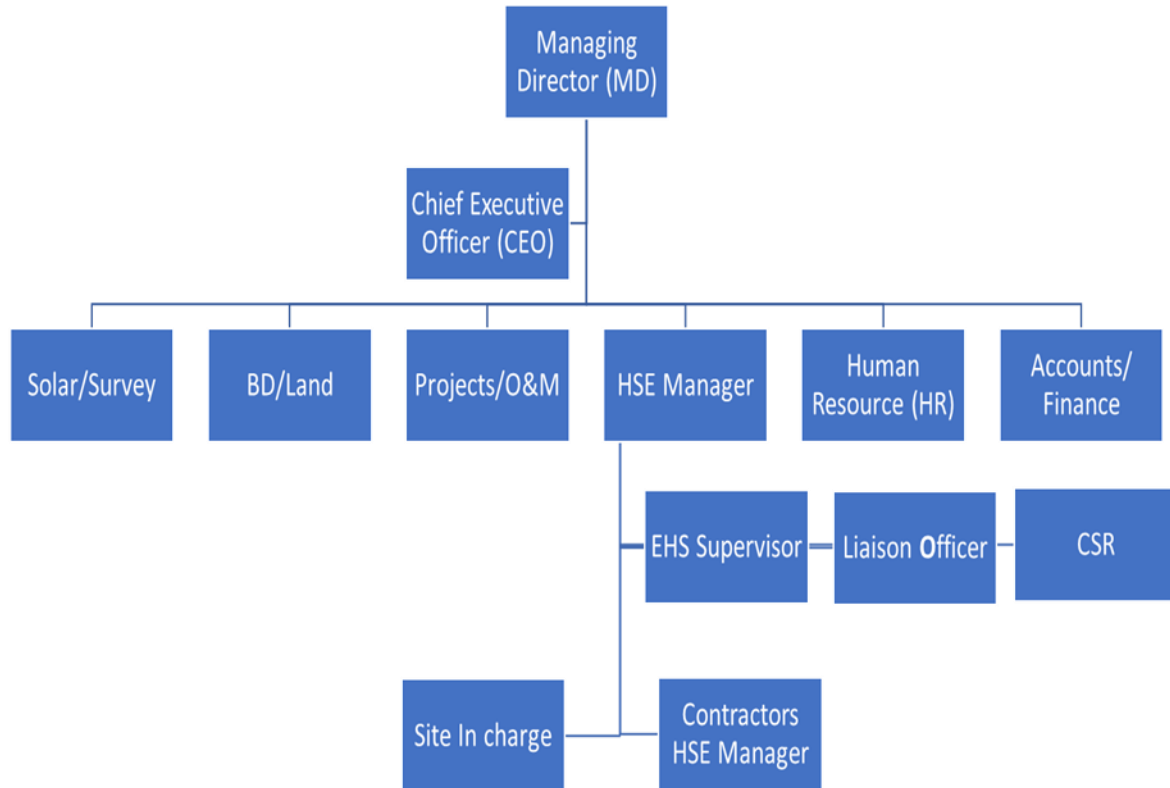 Managing
Director (MD)
Chief Executive
Officer (CEO)
Solar/Survey
BD/Land
Projects/O&M
HSE Manager
Human
Resource (HR)
Accounts/
Finance
EHS Supervisor
Liaison Officer
CSR
Site In charge
Contractors
HSE Manager